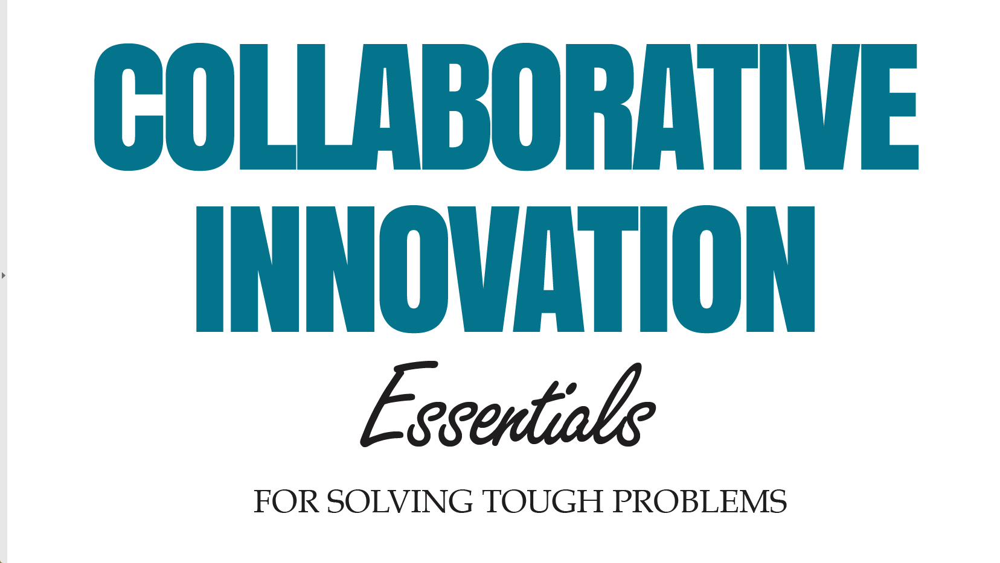 COLLABORATIVE
INNOVATION
Essentials
FOR SOLVING TOUGH PROBLEMS